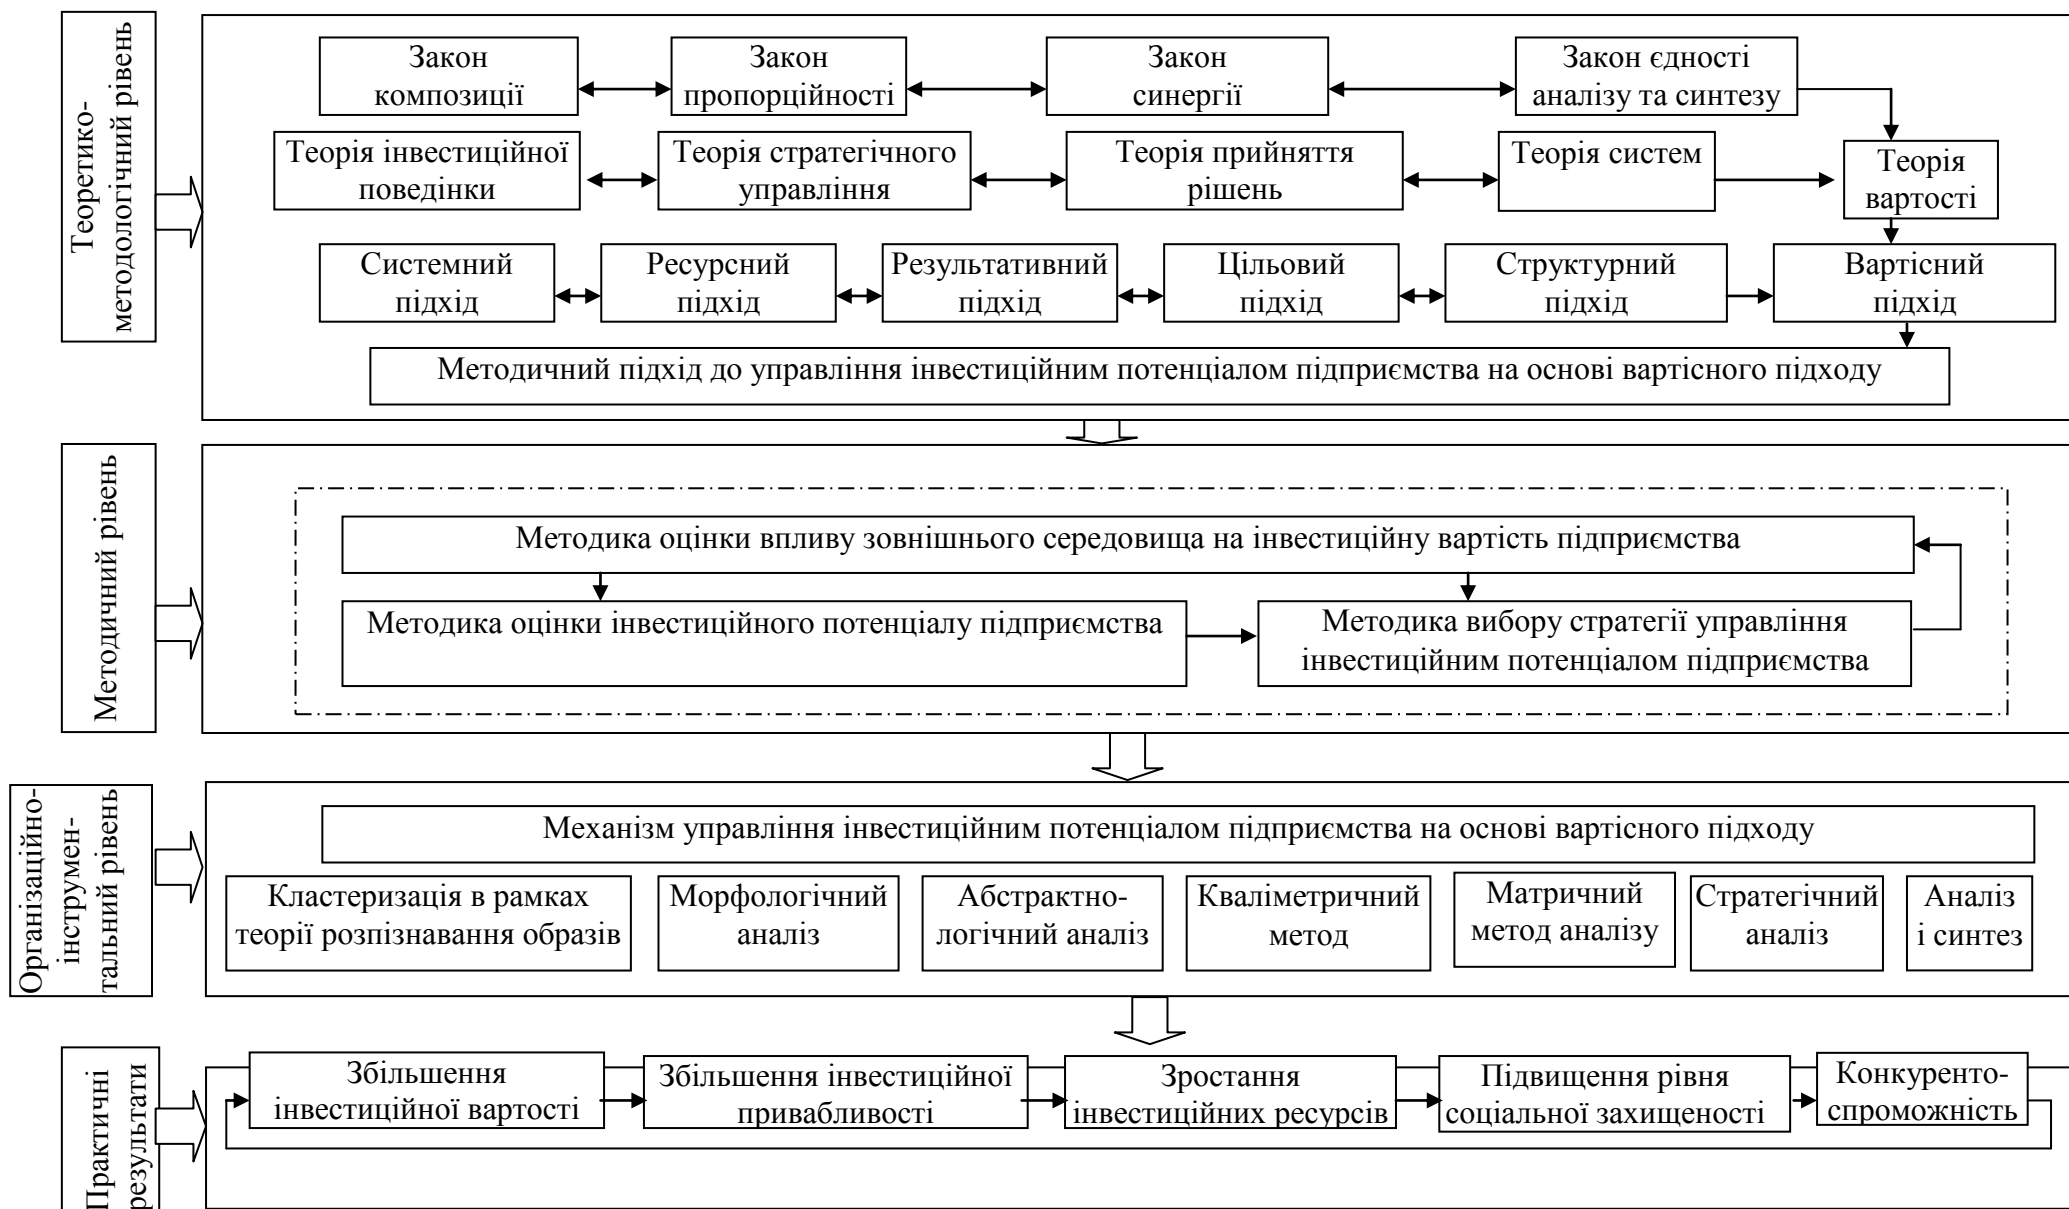 Теоретико-
методологічний рівень
Закон
композиції
Закон
пропорційності
Закон
синергії
Закон єдності
аналізу та синтезу
Теорія інвестиційної
поведінки
Теорія стратегічного
управління
Теорія прийняття
рішень
Теорія систем
Теорія
вартості
Системний
підхід
Ресурсний
підхід
Результативний
підхід
Цільовий
підхід
Структурний
підхід
Вартісний
підхід
Методичний підхід до управління інвестиційним потенціалом підприємства на основі вартісного підходу
Методичний рівень
Методика оцінки впливу зовнішнього середовища на інвестиційну вартість підприємства
Методика оцінки інвестиційного потенціалу підприємства
Методика вибору стратегії управління
інвестиційним потенціалом підприємства
Організаційно-
інструмен-
тальний рівень
Механізм управління інвестиційним потенціалом підприємства на основі вартісного підходу
Кластеризація в рамках
теорії розпізнавання образів
Морфологічний
аналіз
Абстрактно-
логічний аналіз
Кваліметричний
метод
Матричний
метод аналізу
Стратегічний
аналіз
Аналіз
і синтез
Практичні
результати
Збільшення
інвестиційної вартості
Збільшення інвестиційної
привабливості
Зростання
інвестиційних ресурсів
Підвищення рівня
соціальної захищеності
Конкуренто-
спроможність